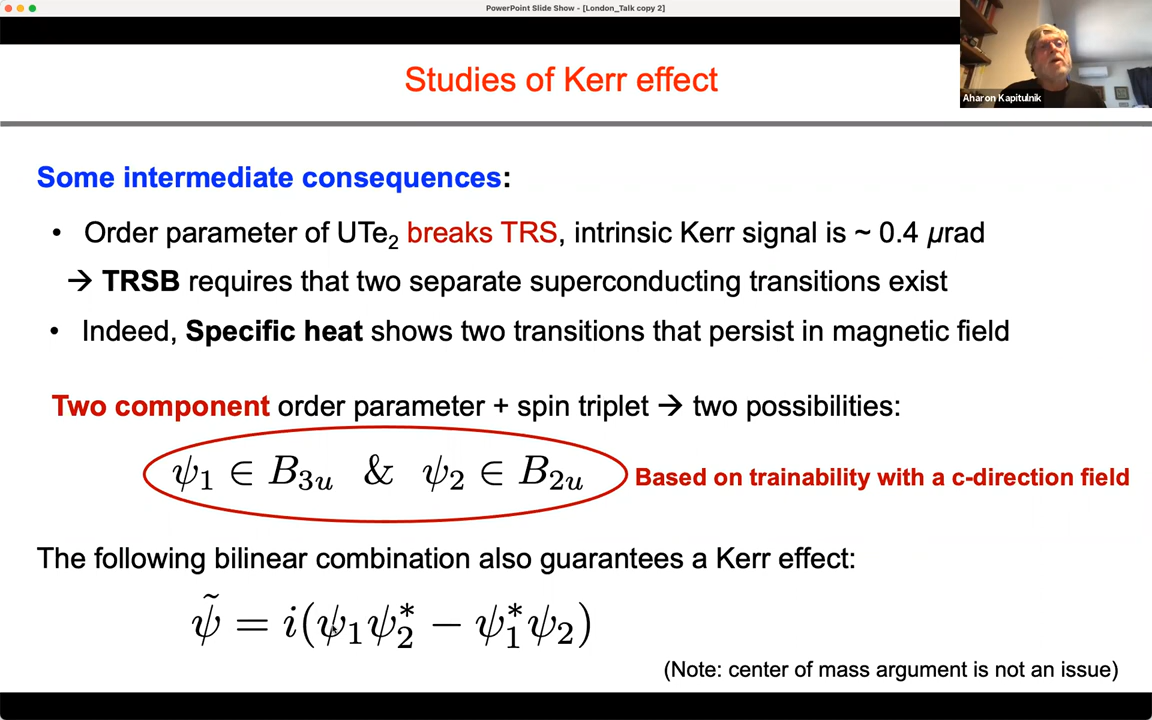 PowerPoint Slide Show - [London_Talk copy 2]
Aharon Kapitulnik
Studies of Kerr effect
Some intermediate consequences:
• Order parameter of UTe₂ breaks TRS, intrinsic Kerr signal is ~ 0.4 μrad
→ TRSB requires that two separate superconducting transitions exist
• Indeed, Specific heat shows two transitions that persist in magnetic field
Two component order parameter + spin triplet → two possibilities:
ψ₁ ∈ B₃ᵤ & ψ₂ ∈ B₂ᵤ Based on trainability with a c-direction field
The following bilinear combination also guarantees a Kerr effect:
ψ̃ = i(ψ₁ψ₂* − ψ₁*ψ₂)
(Note: center of mass argument is not an issue)